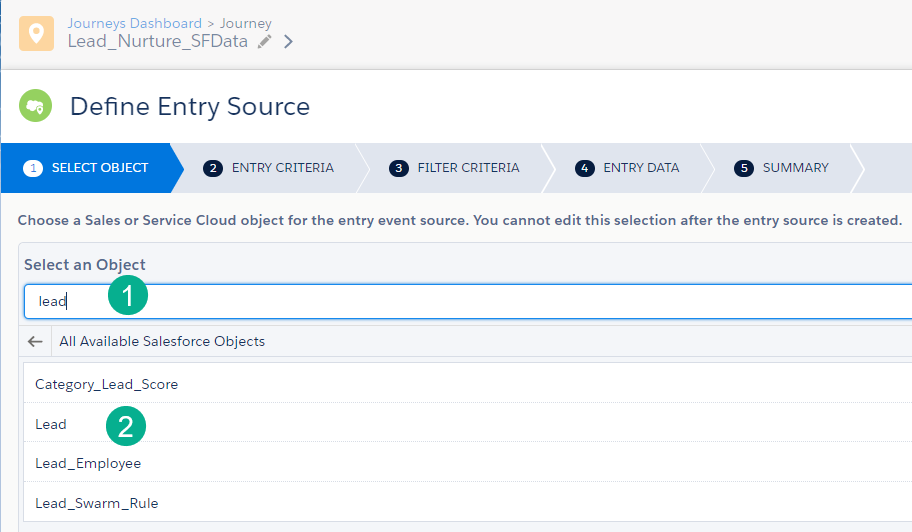 Journeys Dashboard > Journey
Lead_Nurture_SFData
Define Entry Source
1 SELECT OBJECT 2 ENTRY CRITERIA 3 FILTER CRITERIA 4 ENTRY DATA 5 SUMMARY
Choose a Sales or Service Cloud object for the entry event source. You cannot edit this selection after the entry source is created.
Select an Object
lead 1
All Available Salesforce Objects
Category_Lead_Score
Lead 2
Lead_Employee
Lead_Swarm_Rule